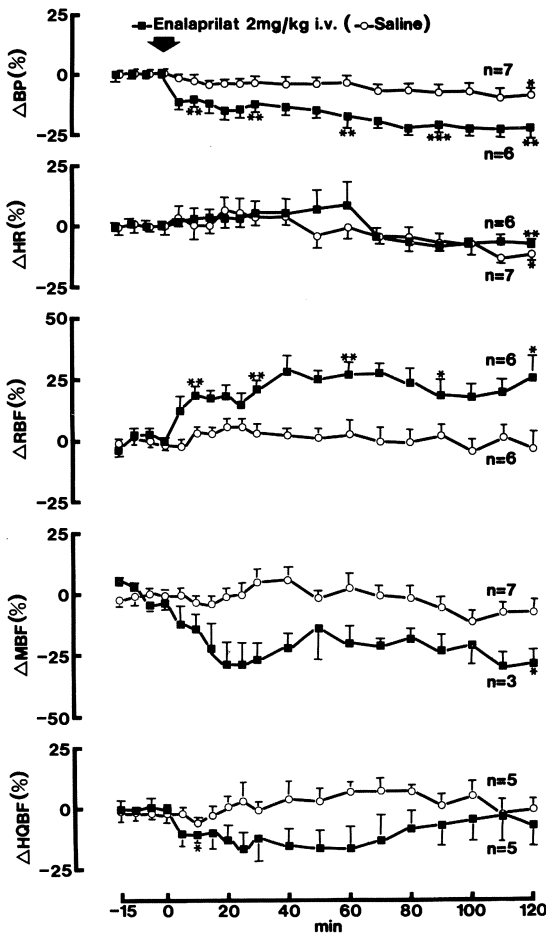 Enalaprilat 2mg/kg i.v. (Saline)
25
0
-25
ΔBP(%)
n=7
*
** ** ** *** **
n=6
25
0
-25
ΔHR(%)
n=6
**
*
n=7
50
25
0
-25
ΔRBF(%)
** ** ** * *
n=6
n=6
25
0
-25
-50
ΔMBF(%)
n=7
n=3
*
25
0
-25
ΔHQBF(%)
n=5
*
n=5
-15 0 20 40 60 80 100 120
min